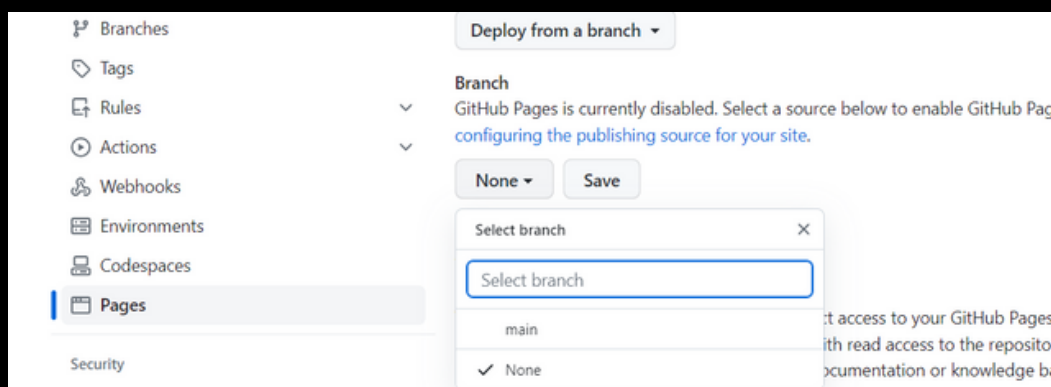 Branches
Tags
Rules
Actions
Webhooks
Environments
Codespaces
Pages
Security
Deploy from a branch
Branch
GitHub Pages is currently disabled. Select a source below to enable GitHub
configuring the publishing source for your site.
None
Save
Select branch
Select branch
main
None
access to your GitHub Pages
with read access to the
or knowledge